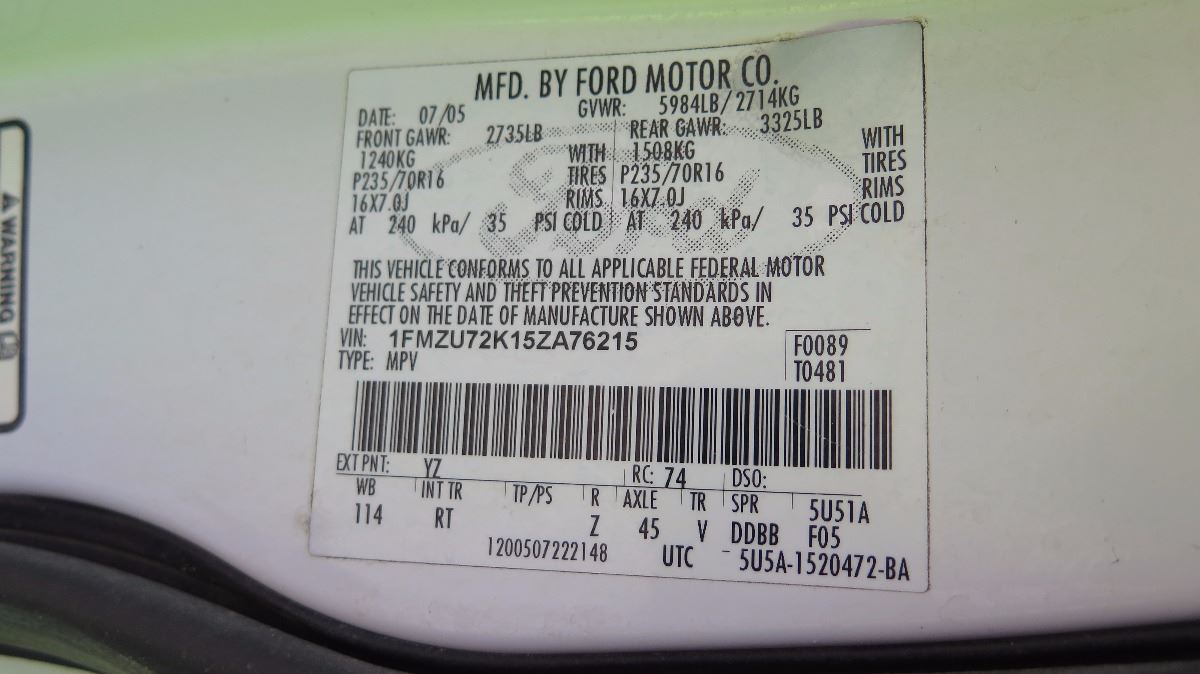 MFD. BY FORD MOTOR CO.
DATE: 07/05 GVWR: 5984LB/2714KG
FRONT GAWR: 2735LB REAR GAWR: 3325LB
1240KG WITH 1508KG WITH
P235/70R16 TIRES P235/70R16 TIRES
16X7.0J RIMS 16X7.0J RIMS
AT 240 kPa/ 35 PSI COLD AT 240 kPa/ 35 PSI COLD
Ford
THIS VEHICLE CONFORMS TO ALL APPLICABLE FEDERAL MOTOR
VEHICLE SAFETY AND THEFT PREVENTION STANDARDS IN
EFFECT ON THE DATE OF MANUFACTURE SHOWN ABOVE.
VIN: 1FMZU72K15ZA76215 F0089
TYPE: MPV T0481
EXT PNT: YZ RC: 74 DSO:
WB INT TR TP/PS R AXLE TR SPR 5U51A
114 RT Z 45 V DDBB F05
1200507222148 UTC 5U5A-1520472-BA
WARNING